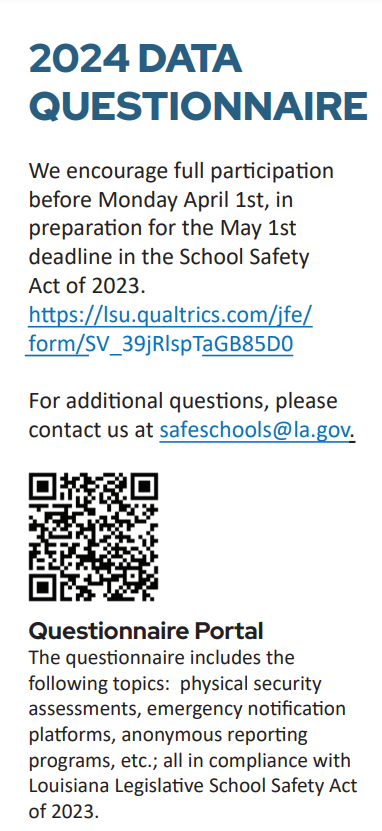 2024 DATA
QUESTIONNAIRE
We encourage full participation
before Monday April 1st, in
preparation for the May 1st
deadline in the School Safety
Act of 2023.
https://lsu.qualtrics.com/jfe/
form/SV_39jRlspTaGB85D0
For additional questions, please
contact us at safeschools@la.gov.
Questionnaire Portal
The questionnaire includes the
following topics:  physical security
assessments, emergency notification
platforms, anonymous reporting
programs, etc.; all in compliance with
Louisiana Legislative School Safety Act
of 2023.